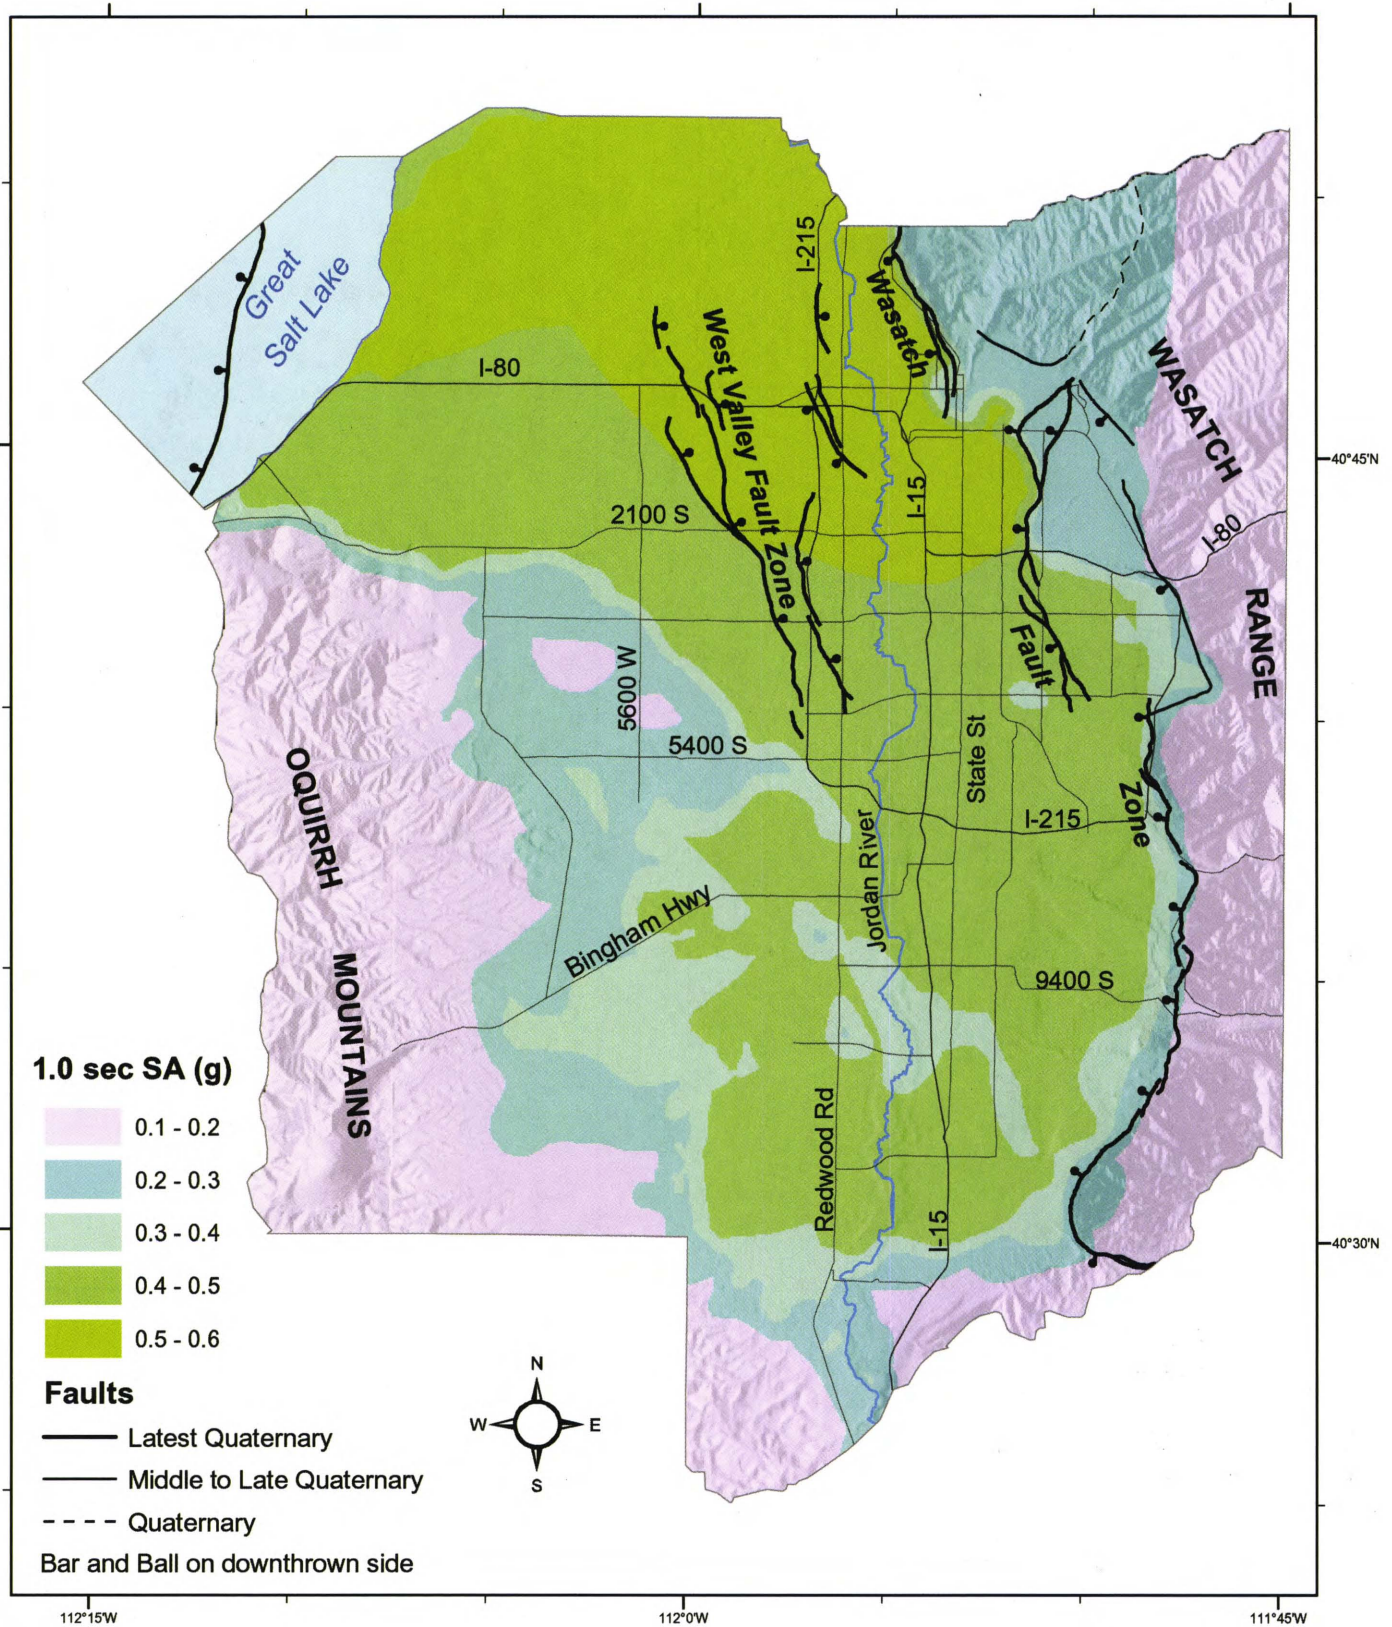 Great
Salt Lake
I-80
I-215
Wasatch
West Valley Fault Zone
WASATCH
RANGE
I-80
I-15
2100 S
5600 W
5400 S
Fault
Zone
State St
I-215
Jordan River
OQUIRRH
MOUNTAINS
Bingham Hwy
9400 S
Redwood Rd
I-15
40°45'N
40°30'N
1.0 sec SA (g)
0.1 - 0.2
0.2 - 0.3
0.3 - 0.4
0.4 - 0.5
0.5 - 0.6
Faults
Latest Quaternary
Middle to Late Quaternary
Quaternary
Bar and Ball on downthrown side
N
W
E
S
112°15'W
112°0'W
111°45'W